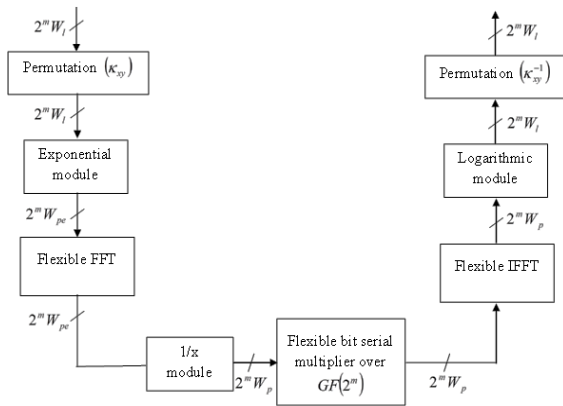 2^m W_l
Permutation (κ_xy)
2^m W_l
Exponential
module
2^m W_pe
Flexible FFT
2^m W_pe
1/x
module
2^m W_p
Flexible bit serial
multiplier over
GF(2^m)
2^m W_p
Flexible IFFT
2^m W_p
Logarithmic
module
2^m W_l
Permutation (κ_xy^-1)
2^m W_l